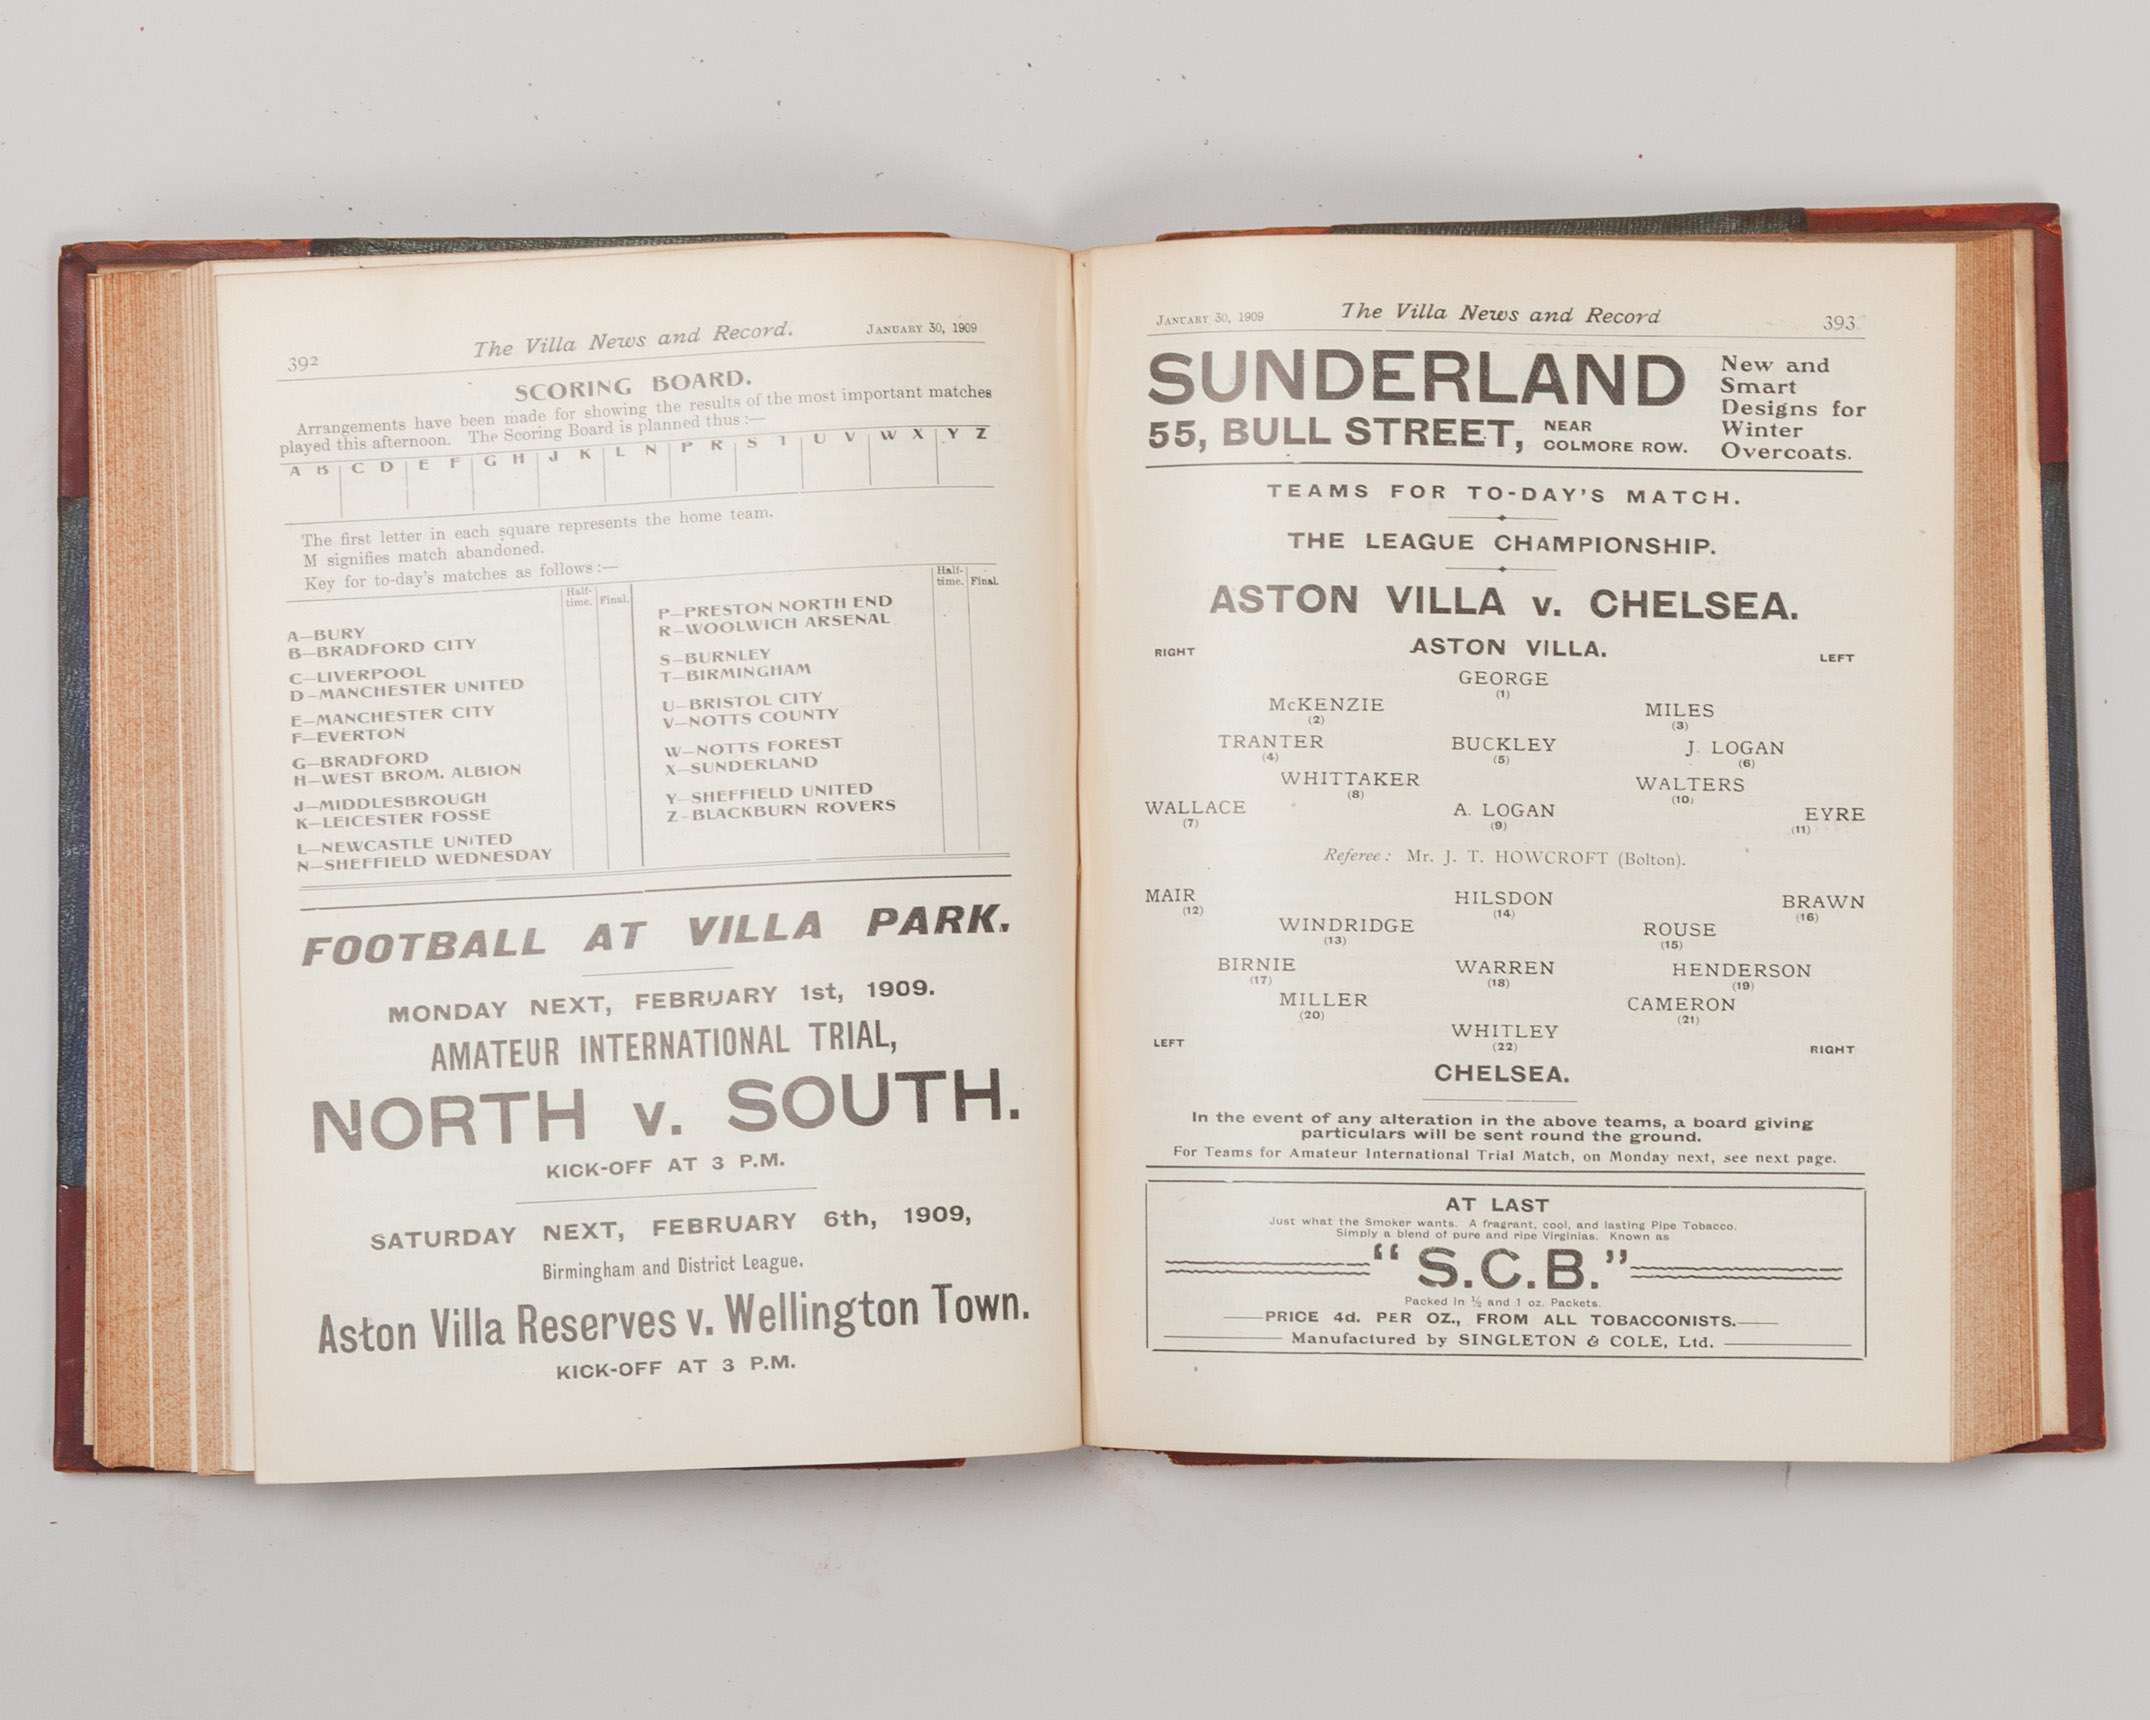 392 The Villa News and Record. JANUARY 30, 1909
SCORING BOARD.
Arrangements have been made for showing the results of the most important matches
played this afternoon. The Scoring Board is planned thus :—
A B C D E F G H J K L N P R S T U V W X Y Z
The first letter in each square represents the home team.
M signifies match abandoned.
Key for to-day's matches as follows :—
Half-time. Final.
A—BURY
B—BRADFORD CITY
C—LIVERPOOL
D—MANCHESTER UNITED
E—MANCHESTER CITY
F—EVERTON
G—BRADFORD
H—WEST BROM. ALBION
J—MIDDLESBROUGH
K—LEICESTER FOSSE
L—NEWCASTLE UNITED
N—SHEFFIELD WEDNESDAY
Half-time. Final.
P—PRESTON NORTH END
R—WOOLWICH ARSENAL
S—BURNLEY
T—BIRMINGHAM
U—BRISTOL CITY
V—NOTTS COUNTY
W—NOTTS FOREST
X—SUNDERLAND
Y—SHEFFIELD UNITED
Z—BLACKBURN ROVERS
FOOTBALL AT VILLA PARK.
MONDAY NEXT, FEBRUARY 1st, 1909.
AMATEUR INTERNATIONAL TRIAL,
NORTH v. SOUTH.
KICK-OFF AT 3 P.M.
SATURDAY NEXT, FEBRUARY 6th, 1909,
Birmingham and District League.
Aston Villa Reserves v. Wellington Town.
KICK-OFF AT 3 P.M.
JANUARY 30, 1909 The Villa News and Record 393
SUNDERLAND
55, BULL STREET, NEAR COLMORE ROW.
New and
Smart
Designs for
Winter
Overcoats.
TEAMS FOR TO-DAY'S MATCH.
THE LEAGUE CHAMPIONSHIP.
ASTON VILLA v. CHELSEA.
RIGHT ASTON VILLA. LEFT
GEORGE
(1)
McKENZIE MILES
(2) (3)
TRANTER BUCKLEY J. LOGAN
(4) (5) (6)
WHITTAKER WALTERS
(8) (10)
WALLACE A. LOGAN EYRE
(7) (9) (11)
Referee: Mr. J. T. HOWCROFT (Bolton).
MAIR HILSDON BRAWN
(12) (14) (16)
WINDRIDGE ROUSE
(13) (15)
BIRNIE WARREN HENDERSON
(17) (18) (19)
MILLER CAMERON
(20) (21)
WHITLEY
(22)
LEFT RIGHT
CHELSEA.
In the event of any alteration in the above teams, a board giving
particulars will be sent round the ground.
For Teams for Amateur International Trial Match, on Monday next, see next page.
AT LAST
Just what the Smoker wants. A fragrant, cool, and lasting Pipe Tobacco.
Simply a blend of pure and ripe Virginias. Known as
“S.C.B.”
Packed in ½ and 1 oz. Packets.
PRICE 4d. PER OZ., FROM ALL TOBACCONISTS.
Manufactured by SINGLETON & COLE, Ltd.